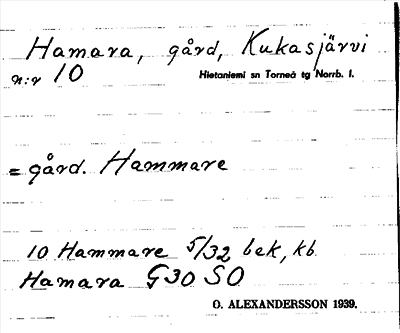 Hamara, gård, Kukasjärvi
n:r 10 Hietaniemi sn Torneå tg Norrb. l.
= gård. Hammare
10 Hammare 5/32 bek, kb.
Hamara G30 SO
O. ALEXANDERSSON 1939.